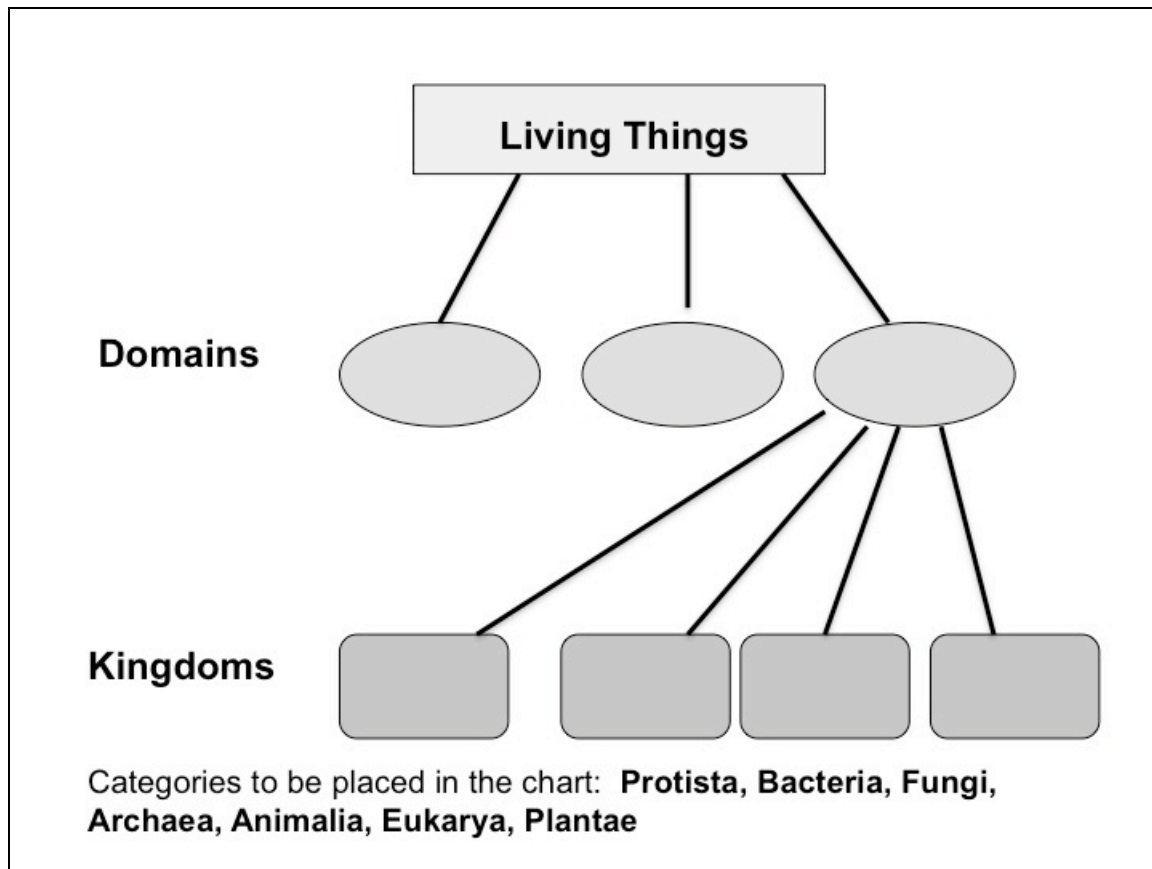 Living Things
Domains
Kingdoms
Categories to be placed in the chart: Protista, Bacteria, Fungi,
Archaea, Animalia, Eukarya, Plantae